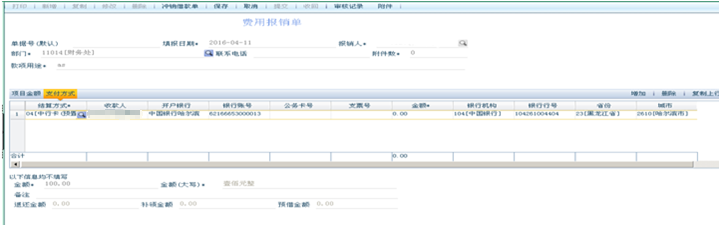 打印 新增 复制 修改 删除 冲销借款单 保存 取消 提交 收回 审核记录 附件
费用报销单
单据号(默认) 填报日期* 2016-04-11 报销人*
部门* 11014[财务处] 联系电话 附件数* 0
款项用途*
项目金额 支付方式 增加 删除 复制上行
结算方式* 收款人 开户银行 银行账号 公务卡号 支票号 金额* 银行机构 银行行号 省份 城市
1 04[中行卡 中国银行哈尔滨 62166653000013 0.00 104[中国银行] 104261004404 23[黑龙江省] 2610[哈尔滨市]
合计 0.00
以下信息均不填写
金额* 100.00 金额(大写)* 壹佰元整
备注
退还金额 0.00 补领金额 0.00 预借金额 0.00